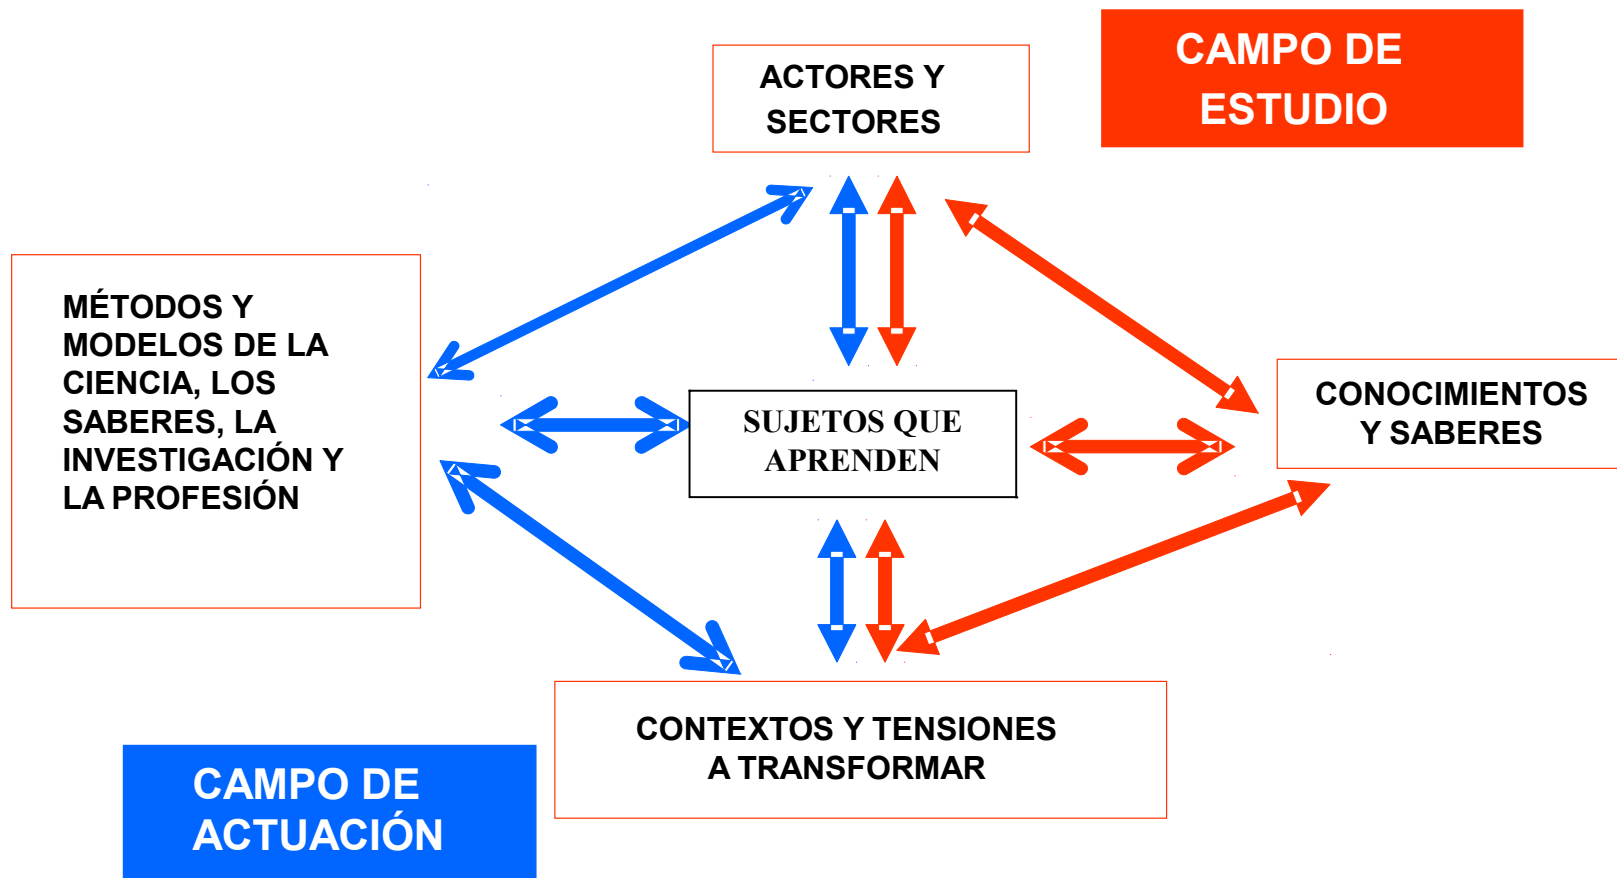 CAMPO DE
ESTUDIO
ACTORES Y
SECTORES
MÉTODOS Y
MODELOS DE LA
CIENCIA, LOS
SABERES, LA
INVESTIGACIÓN Y
LA PROFESIÓN
SUJETOS QUE
APRENDEN
CONOCIMIENTOS
Y SABERES
CONTEXTOS Y TENSIONES
A TRANSFORMAR
CAMPO DE
ACTUACIÓN